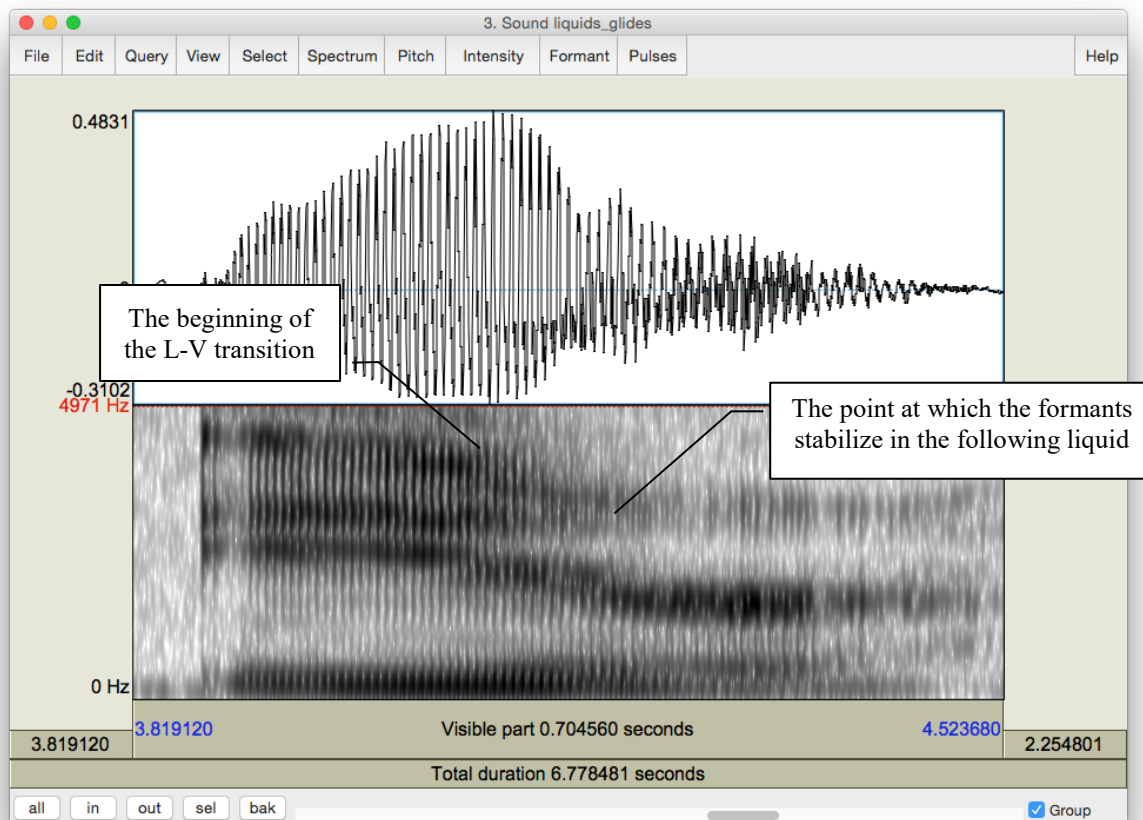 3. Sound liquids_glides
File Edit Query View Select Spectrum Pitch Intensity Formant Pulses Help
0.4831
The beginning of
the L-V transition
-0.3102
4971 Hz
The point at which the formants
stabilize in the following liquid
0 Hz
3.819120 Visible part 0.704560 seconds 4.523680
3.819120 2.254801
Total duration 6.778481 seconds
all in out sel bak Group